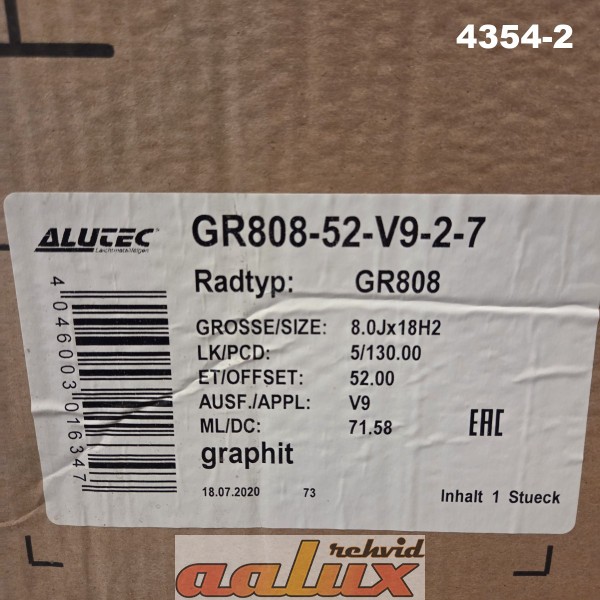 4354-2
ALUTEC
Leichtmetallfelgen
GR808-52-V9-2-7
Radtyp: GR808
GROSSE/SIZE: 8.0Jx18H2
LK/PCD: 5/130.00
ET/OFFSET: 52.00
AUSF./APPL: V9
ML/DC: 71.58
graphit
EAC
18.07.2020 73
Inhalt 1 Stueck
4 046003 016347
rehvid
aalux